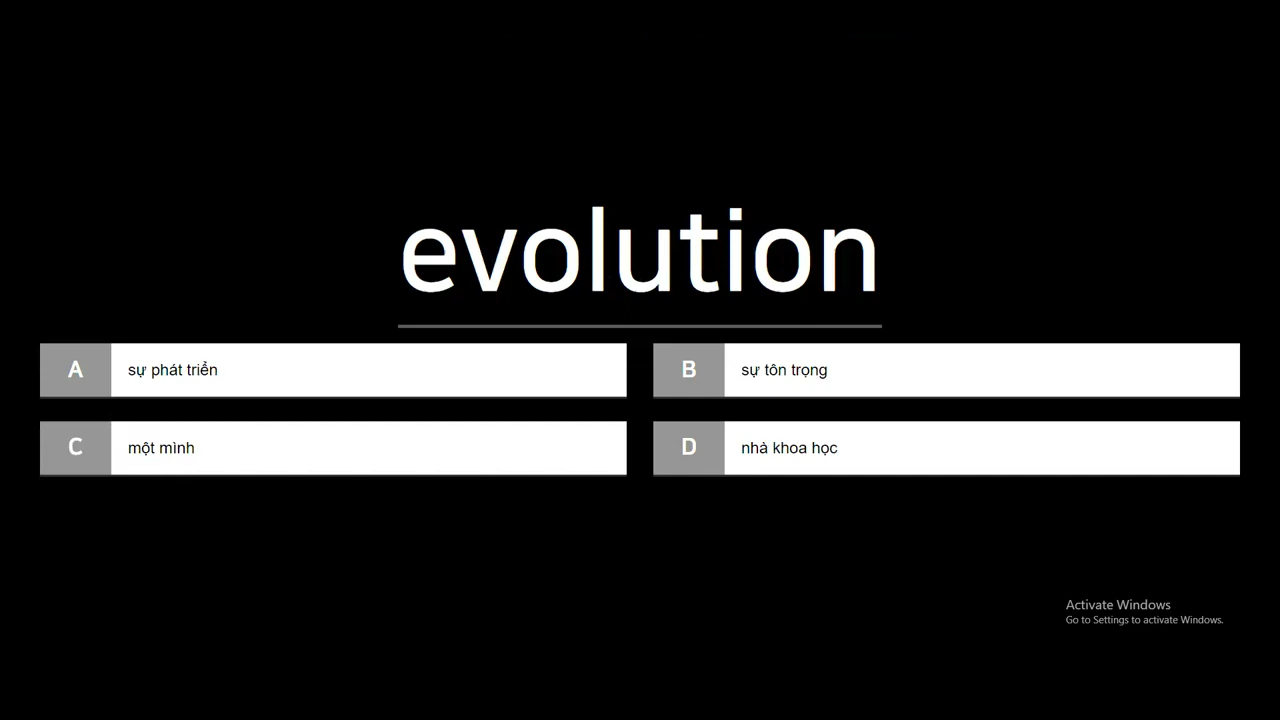 evolution
A sự phát triển
B sự tôn trọng
C một mình
D nhà khoa học
Activate Windows
Go to Settings to activate Windows.